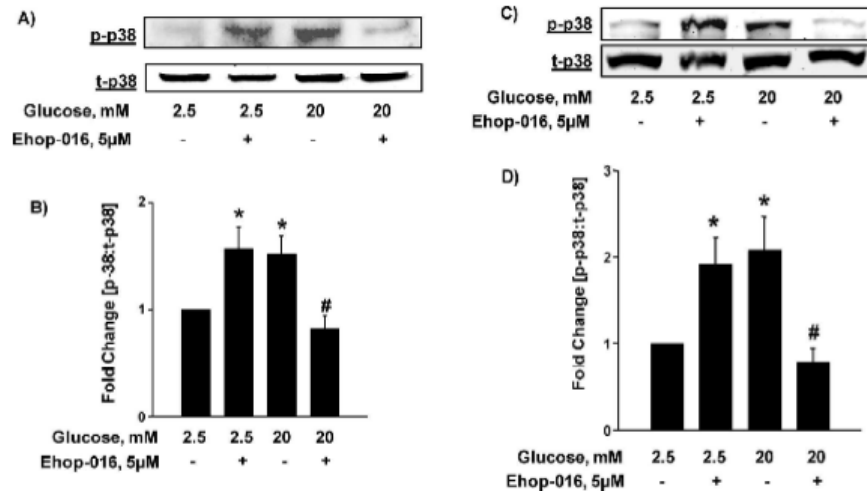 A)
p-p38
t-p38
Glucose, mM 2.5 2.5 20 20
Ehop-016, 5µM - + - +
B)
Fold Change [p-38:t-p38]
2
1
0
* * #
Glucose, mM 2.5 2.5 20 20
Ehop-016, 5µM - + - +
C)
p-p38
t-p38
Glucose, mM 2.5 2.5 20 20
Ehop-016, 5µM - + - +
D)
Fold Change [p-p38:t-p38]
3
2
1
0
* * #
Glucose, mM 2.5 2.5 20 20
Ehop-016, 5µM - + - +